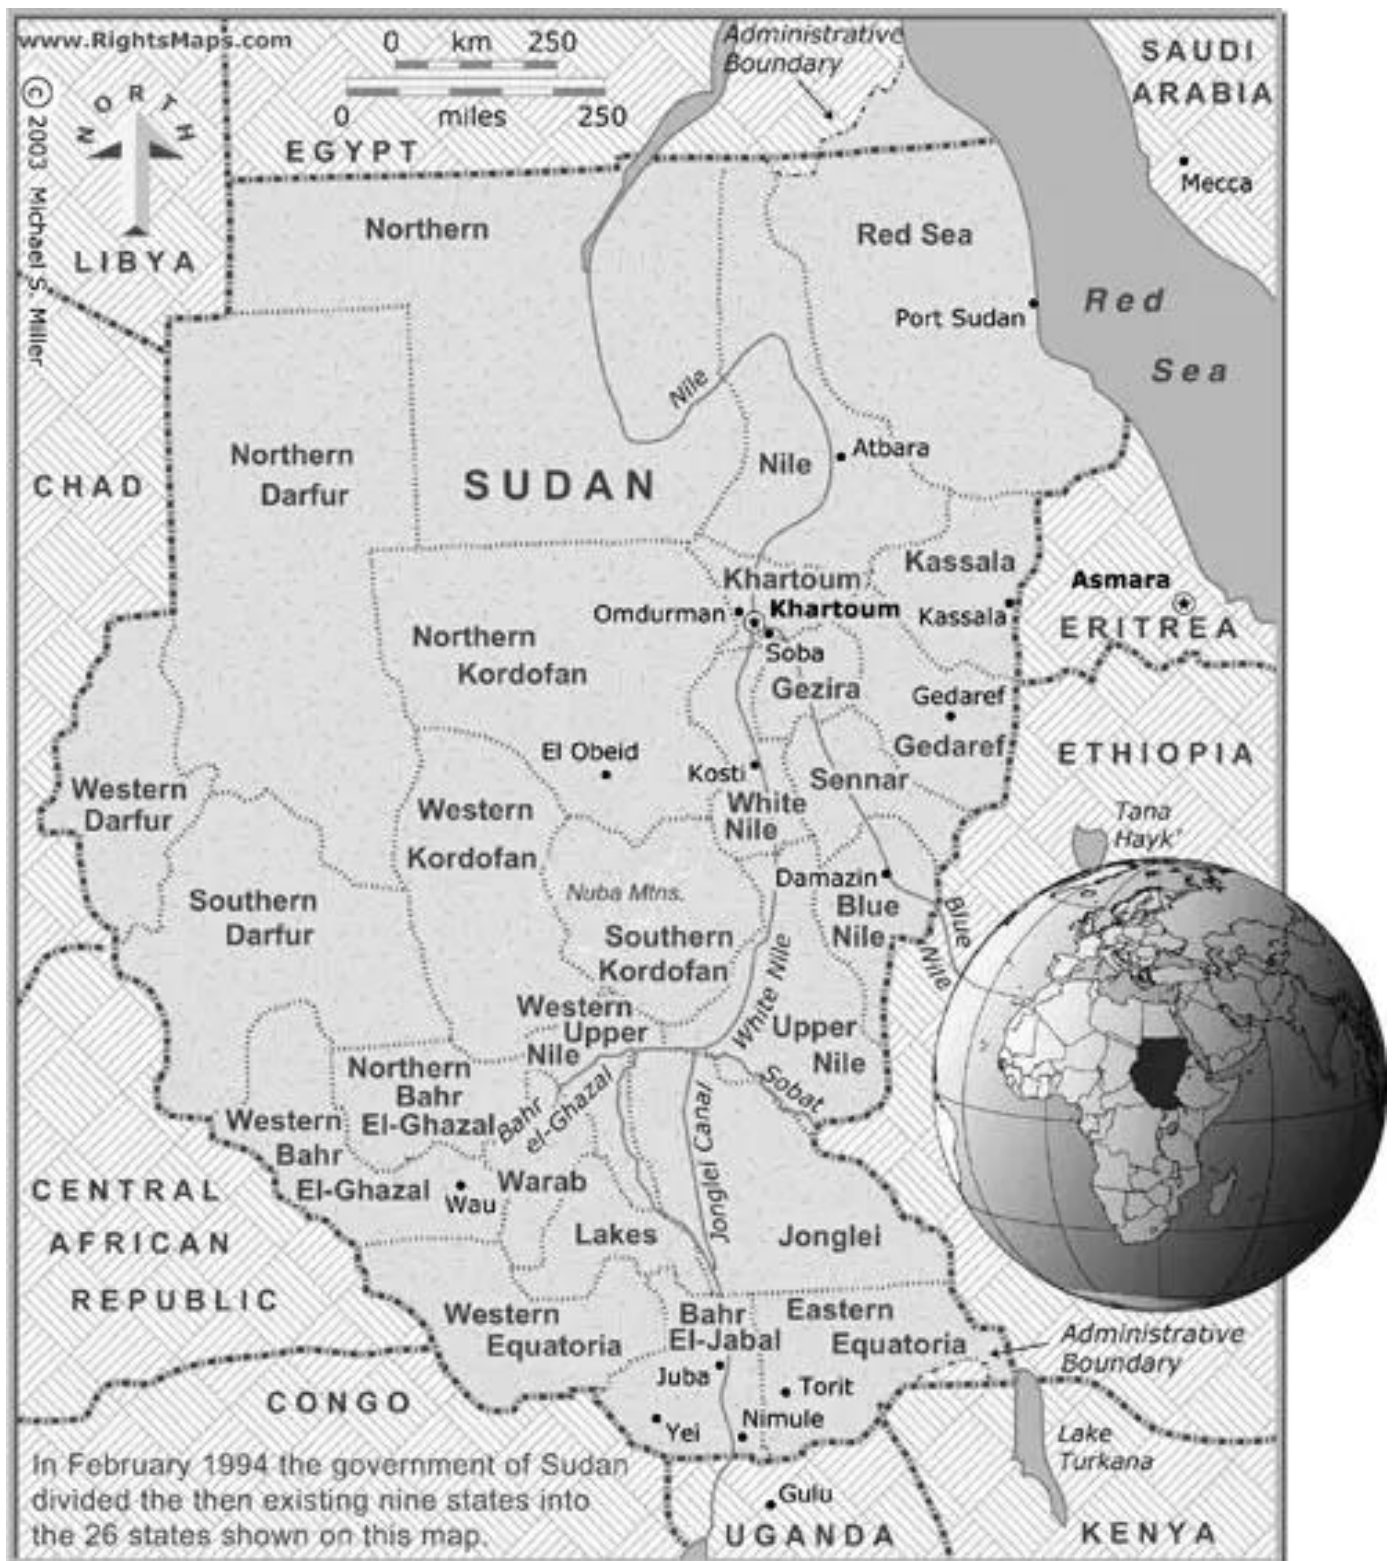 www.RightsMaps.com
© 2003 Michael S. Miller
NORTH
0 km 250
0 miles 250
Administrative
Boundary
SAUDI
ARABIA
Mecca
EGYPT
LIBYA
Northern
Red Sea
Port Sudan
Red
Sea
Nile
Northern
Darfur
SUDAN
Nile
Atbara
CHAD
Kassala
Khartoum
Asmara
Omdurman
Khartoum
Kassala
ERITREA
Northern
Kordofan
Soba
Gezira
Gedaref
Gedaref
ETHIOPIA
El Obeid
Kosti
Sennar
Western
Darfur
Western
Kordofan
White
Nile
Tana
Hayk'
Nuba Mtns.
Damazin
Blue
Nile
Blue
Nile
Southern
Darfur
Southern
Kordofan
White Nile
Western
Upper
Nile
Upper
Nile
Northern
Bahr
El-Ghazal
Bahr
el-Ghazal
Sobat
Jonglei Canal
Western
Bahr
El-Ghazal
Wau
Warab
Lakes
Jonglei
CENTRAL
AFRICAN
REPUBLIC
Western
Equatoria
Bahr
El-Jabal
Eastern
Equatoria
Administrative
Boundary
Juba
Torit
Yei
Nimule
CONGO
Lake
Turkana
Gulu
UGANDA
KENYA
In February 1994 the government of Sudan
divided the then existing nine states into
the 26 states shown on this map.